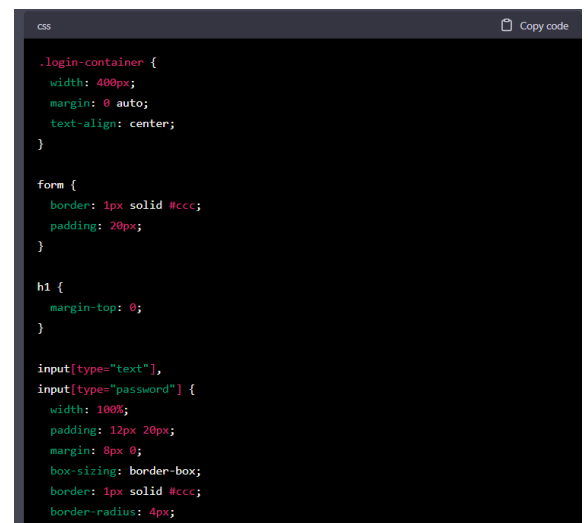 css
Copy code
.login-container {
  width: 400px;
  margin: 0 auto;
  text-align: center;
}

form {
  border: 1px solid #ccc;
  padding: 20px;
}

h1 {
  margin-top: 0;
}

input[type="text"],
input[type="password"] {
  width: 100%;
  padding: 12px 20px;
  margin: 8px 0;
  box-sizing: border-box;
  border: 1px solid #ccc;
  border-radius: 4px;